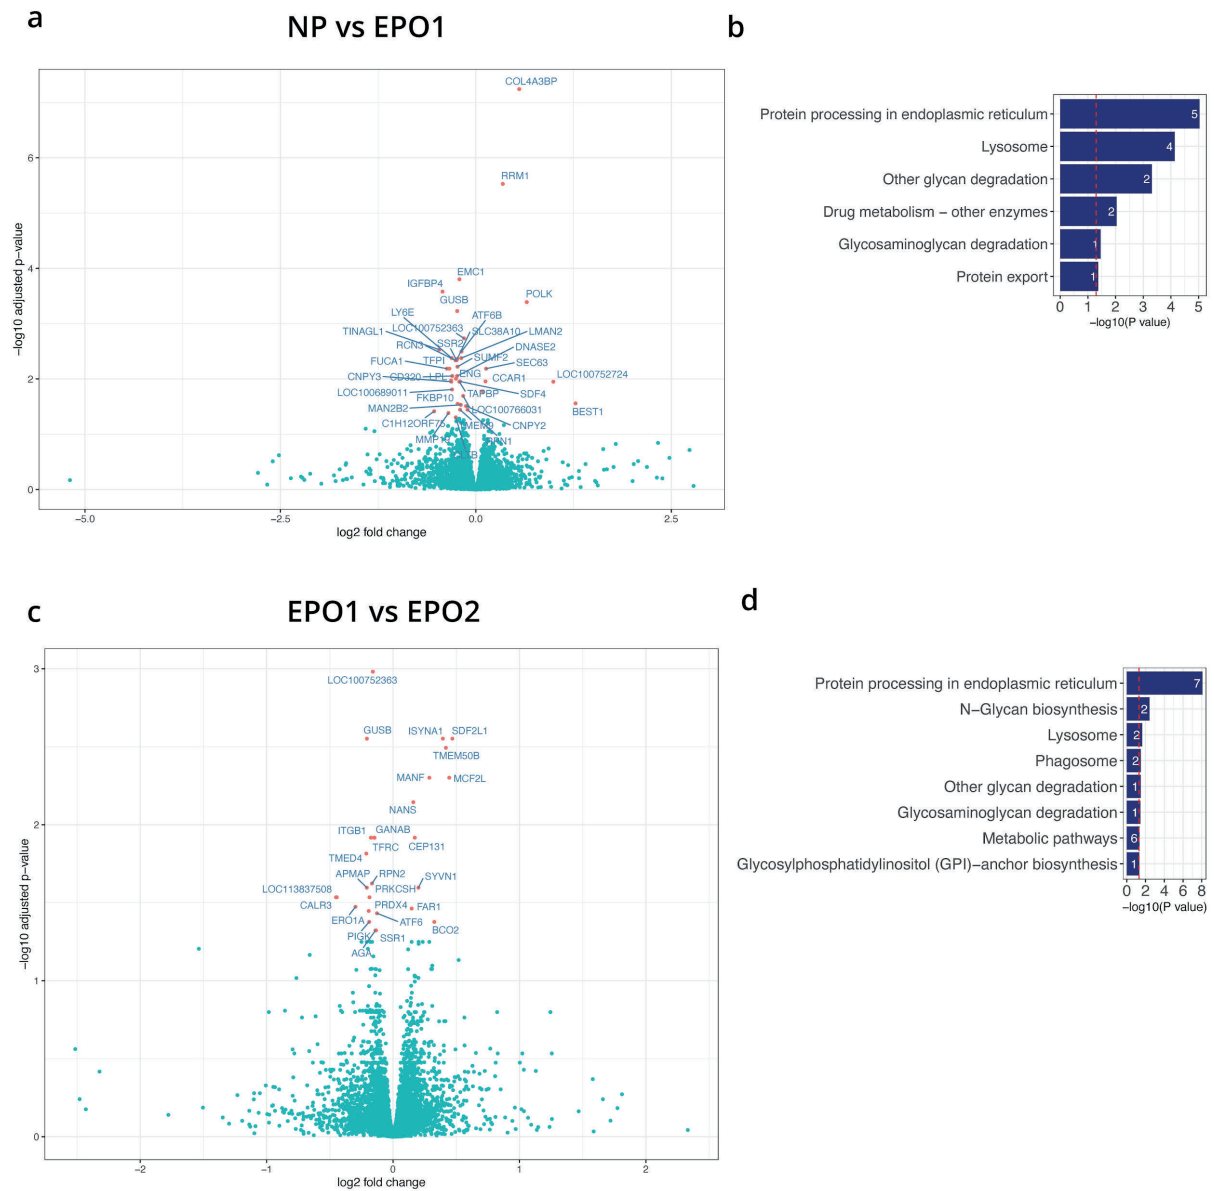 a
NP vs EPO1
b
COL4A3BP
RRM1
EMC1
IGFBP4
GUSB
POLK
LY6E
ATF6B
TINAGL1
LOC100752363
SLC38A10
LMAN2
RCN3
SSR2
DNASE2
FUCA1
TFPI
SUMF2
SEC63
CNPY3
CD320
LPL
ENG
CCAR1
LOC100752724
LOC100689011
TAPBP
SDF4
FKBP10
MAN2B2
LOC100766031
BEST1
C1H12ORF75
CNPY2
−log10 adjusted p−value
6
4
2
0
−5.0
−2.5
0.0
2.5
log2 fold change
Protein processing in endoplasmic reticulum
5
Lysosome
4
Other glycan degradation
2
Drug metabolism − other enzymes
2
Glycosaminoglycan degradation
1
Protein export
1
0 1 2 3 4 5
−log10(P value)
c
EPO1 vs EPO2
d
LOC100752363
GUSB
ISYNA1
SDF2L1
TMEM50B
MANF
MCF2L
NANS
ITGB1
GANAB
TFRC
CEP131
TMED4
APMAP
RPN2
SYVN1
LOC113837508
PRKCSH
CALR3
PRDX4
FAR1
ERO1A
ATF6
BCO2
PIGK
SSR1
AGA
−log10 adjusted p−value
3
2
1
0
−2
−1
0
1
2
log2 fold change
Protein processing in endoplasmic reticulum
7
N−Glycan biosynthesis
2
Lysosome
2
Phagosome
2
Other glycan degradation
1
Glycosaminoglycan degradation
1
Metabolic pathways
6
Glycosylphosphatidylinositol (GPI)−anchor biosynthesis
1
0 2 4 6 8
−log10(P value)